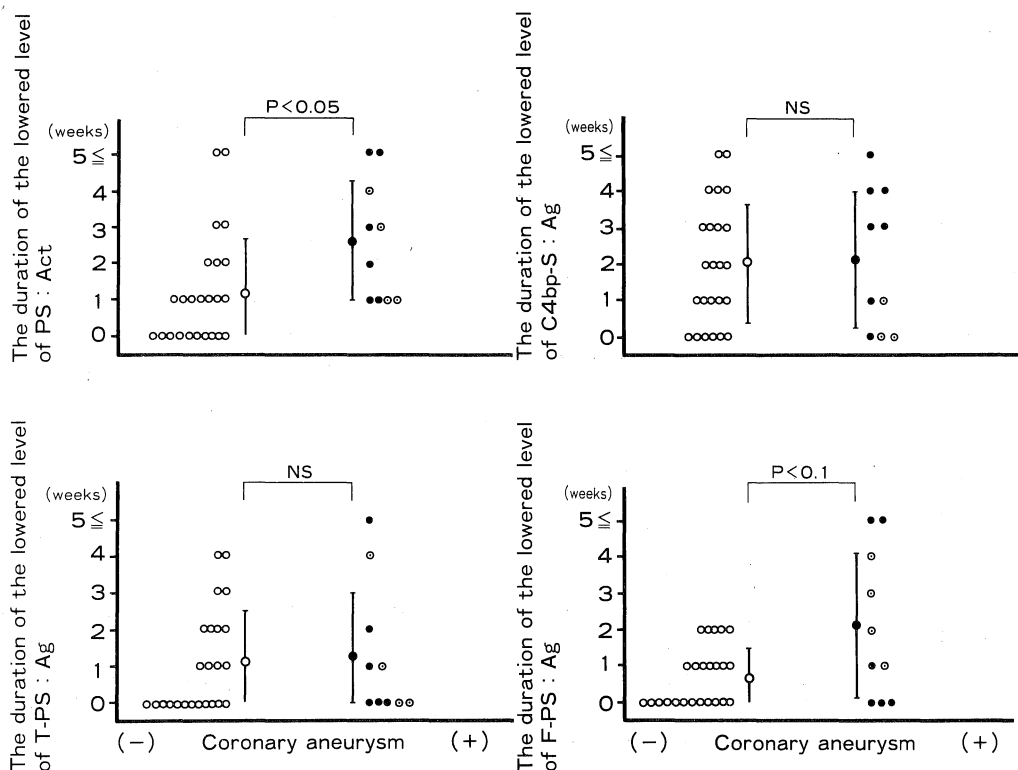 The duration of the lowered level
of PS : Act
(weeks)
5≦
4
3
2
1
0
P<0.05
The duration of the lowered level
of C4bp-S : Ag
(weeks)
5≦
4
3
2
1
0
NS
The duration of the lowered level
of T-PS : Ag
(weeks)
5≦
4
3
2
1
0
NS
(-) Coronary aneurysm (+)
The duration of the lowered level
of F-PS : Ag
(weeks)
5≦
4
3
2
1
0
P<0.1
(-) Coronary aneurysm (+)